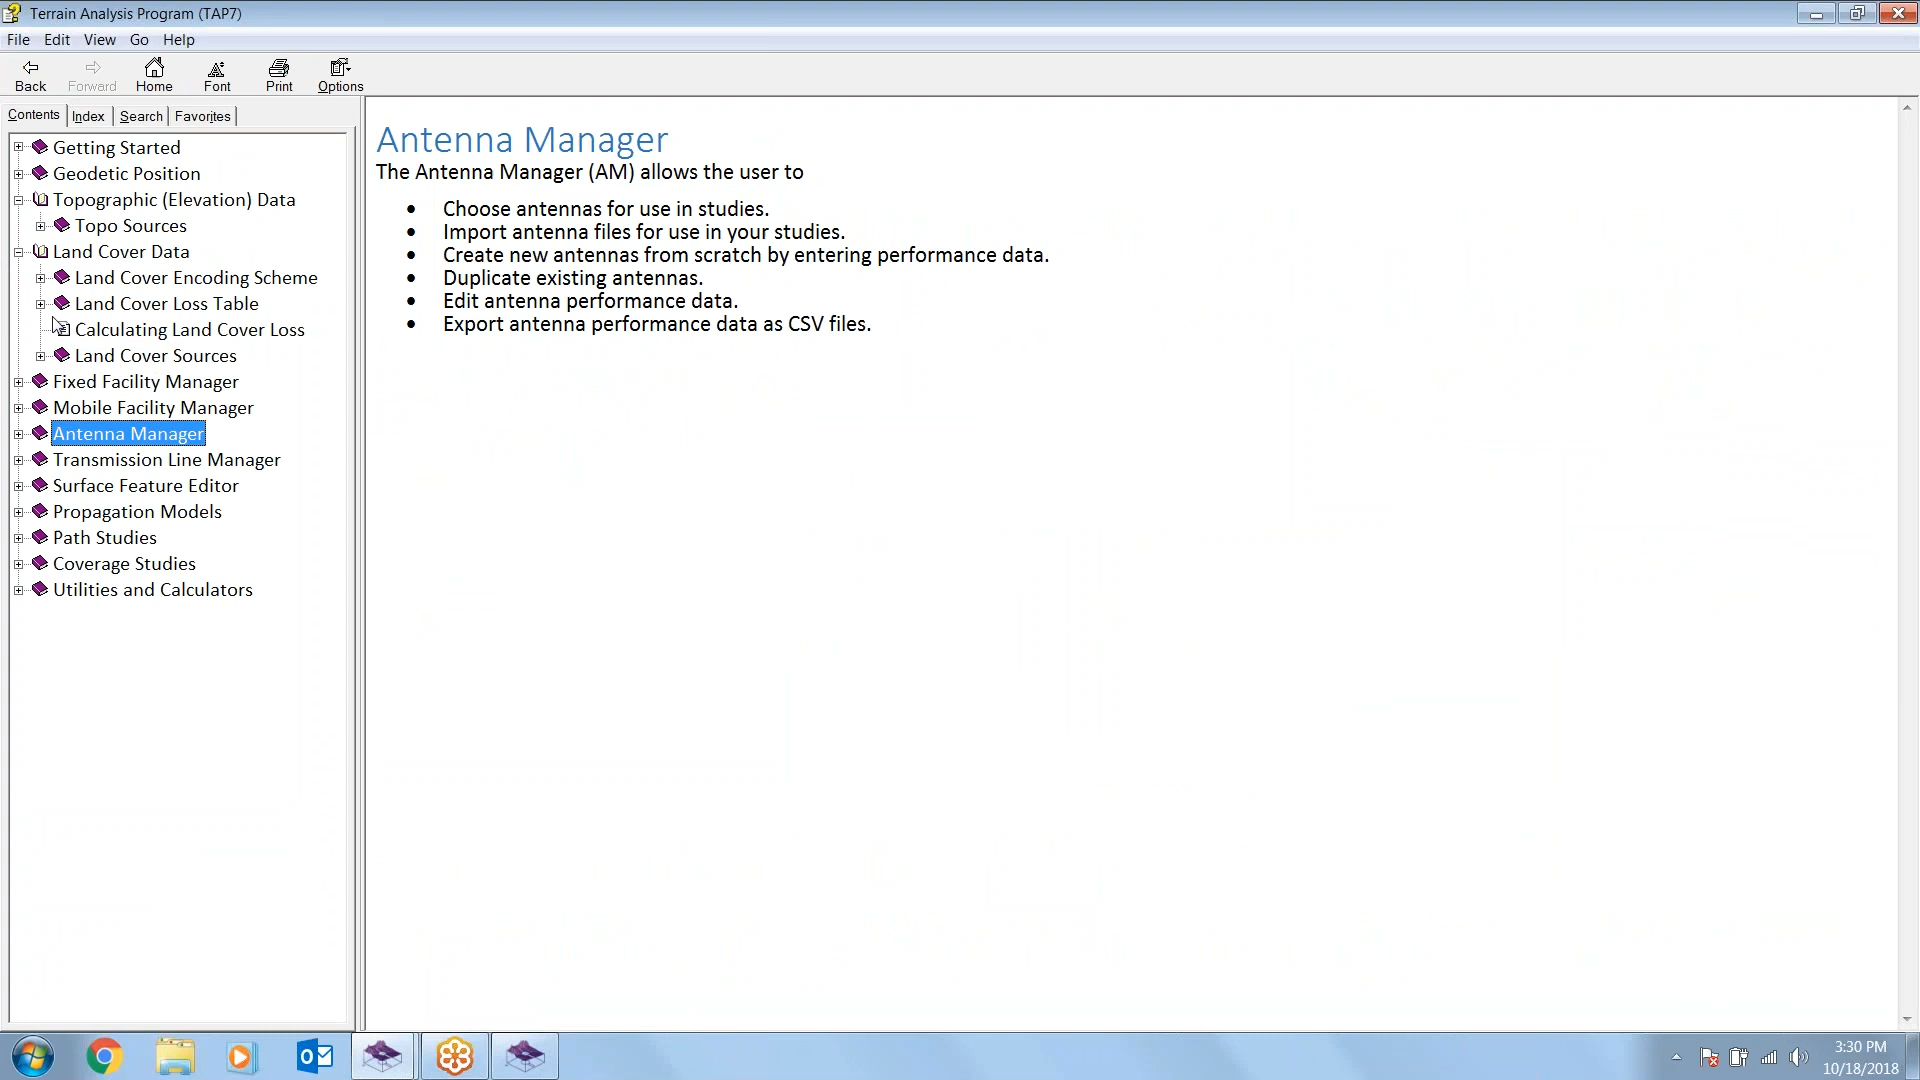 Terrain Analysis Program (TAP7)
File Edit View Go Help
Back Forward Home Font Print Options
Contents Index Search Favorites
Getting Started
Geodetic Position
Topographic (Elevation) Data
Topo Sources
Land Cover Data
Land Cover Encoding Scheme
Land Cover Loss Table
Calculating Land Cover Loss
Land Cover Sources
Fixed Facility Manager
Mobile Facility Manager
Antenna Manager
Transmission Line Manager
Surface Feature Editor
Propagation Models
Path Studies
Coverage Studies
Utilities and Calculators
Antenna Manager
The Antenna Manager (AM) allows the user to
• Choose antennas for use in studies.
• Import antenna files for use in your studies.
• Create new antennas from scratch by entering performance data.
• Duplicate existing antennas.
• Edit antenna performance data.
• Export antenna performance data as CSV files.
3:30 PM
10/18/2018